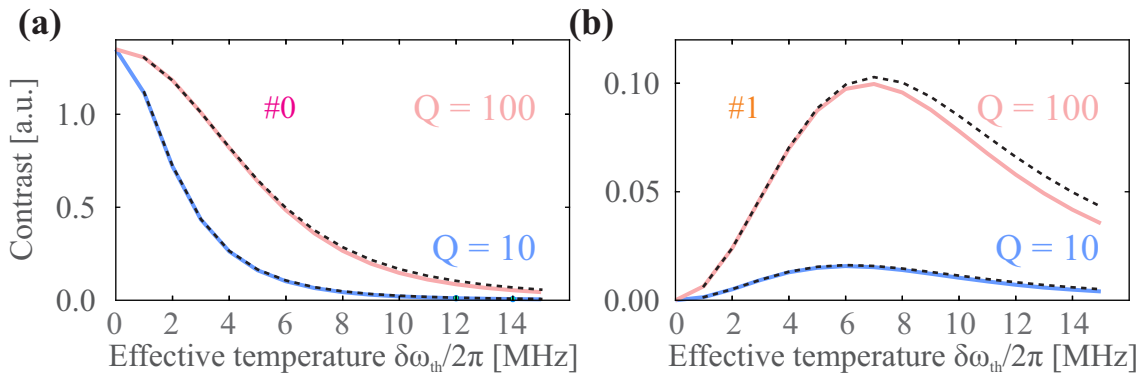 (a)
Contrast [a.u.]
1.0
0.5
0.0
#0
Q = 100
Q = 10
0 2 4 6 8 10 12 14
Effective temperature δω_th/2π [MHz]
(b)
0.10
0.05
0.00
#1
Q = 100
Q = 10
0 2 4 6 8 10 12 14
Effective temperature δω_th/2π [MHz]